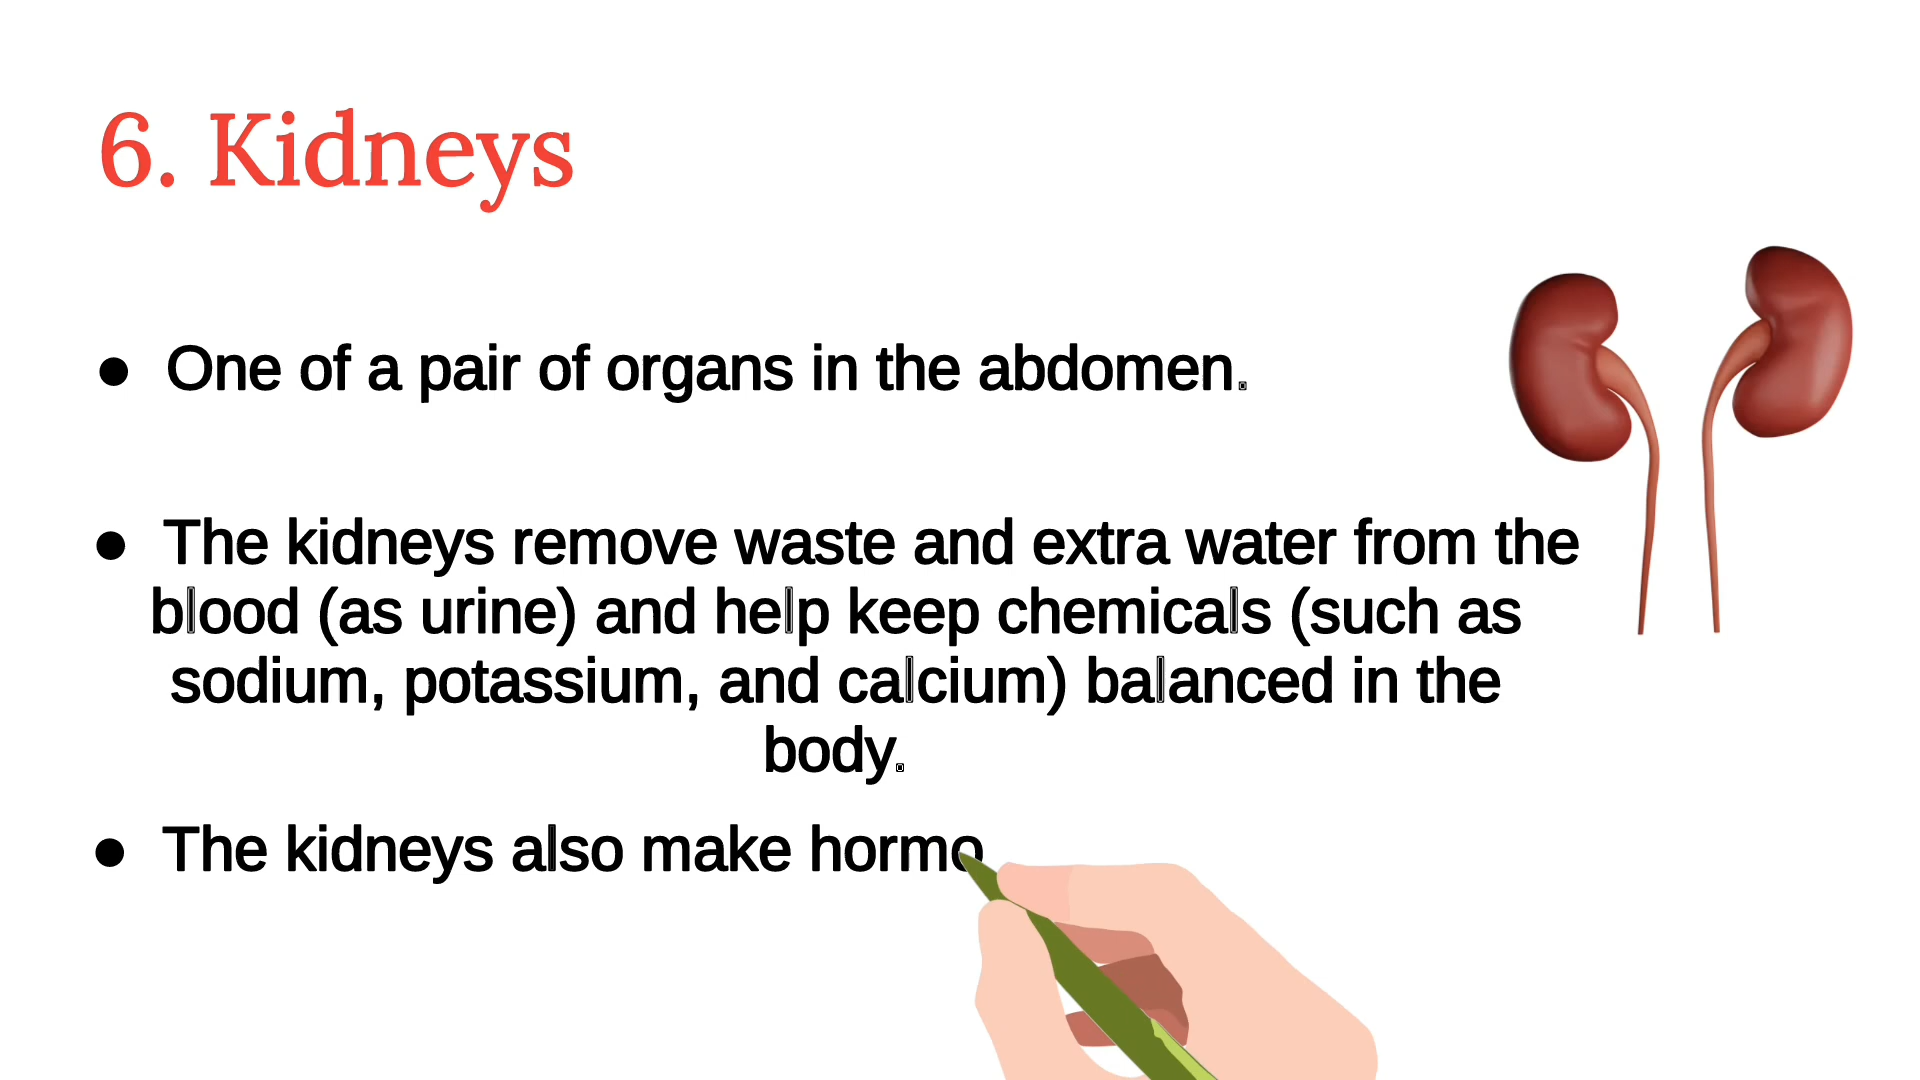 6. Kidneys
● One of a pair of organs in the abdomen.
● The kidneys remove waste and extra water from the
blood (as urine) and help keep chemicals (such as
sodium, potassium, and calcium) balanced in the
body.
● The kidneys also make hormo